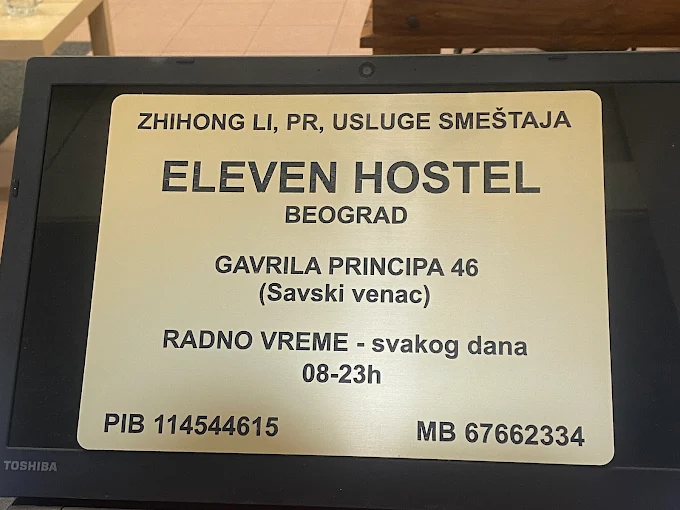 ZHIHONG LI, PR, USLUGE SMEŠTAJA
ELEVEN HOSTEL
BEOGRAD
GAVRILA PRINCIPA 46
(Savski venac)
RADNO VREME - svakog dana
08-23h
PIB 114544615
MB 67662334
TOSHIBA